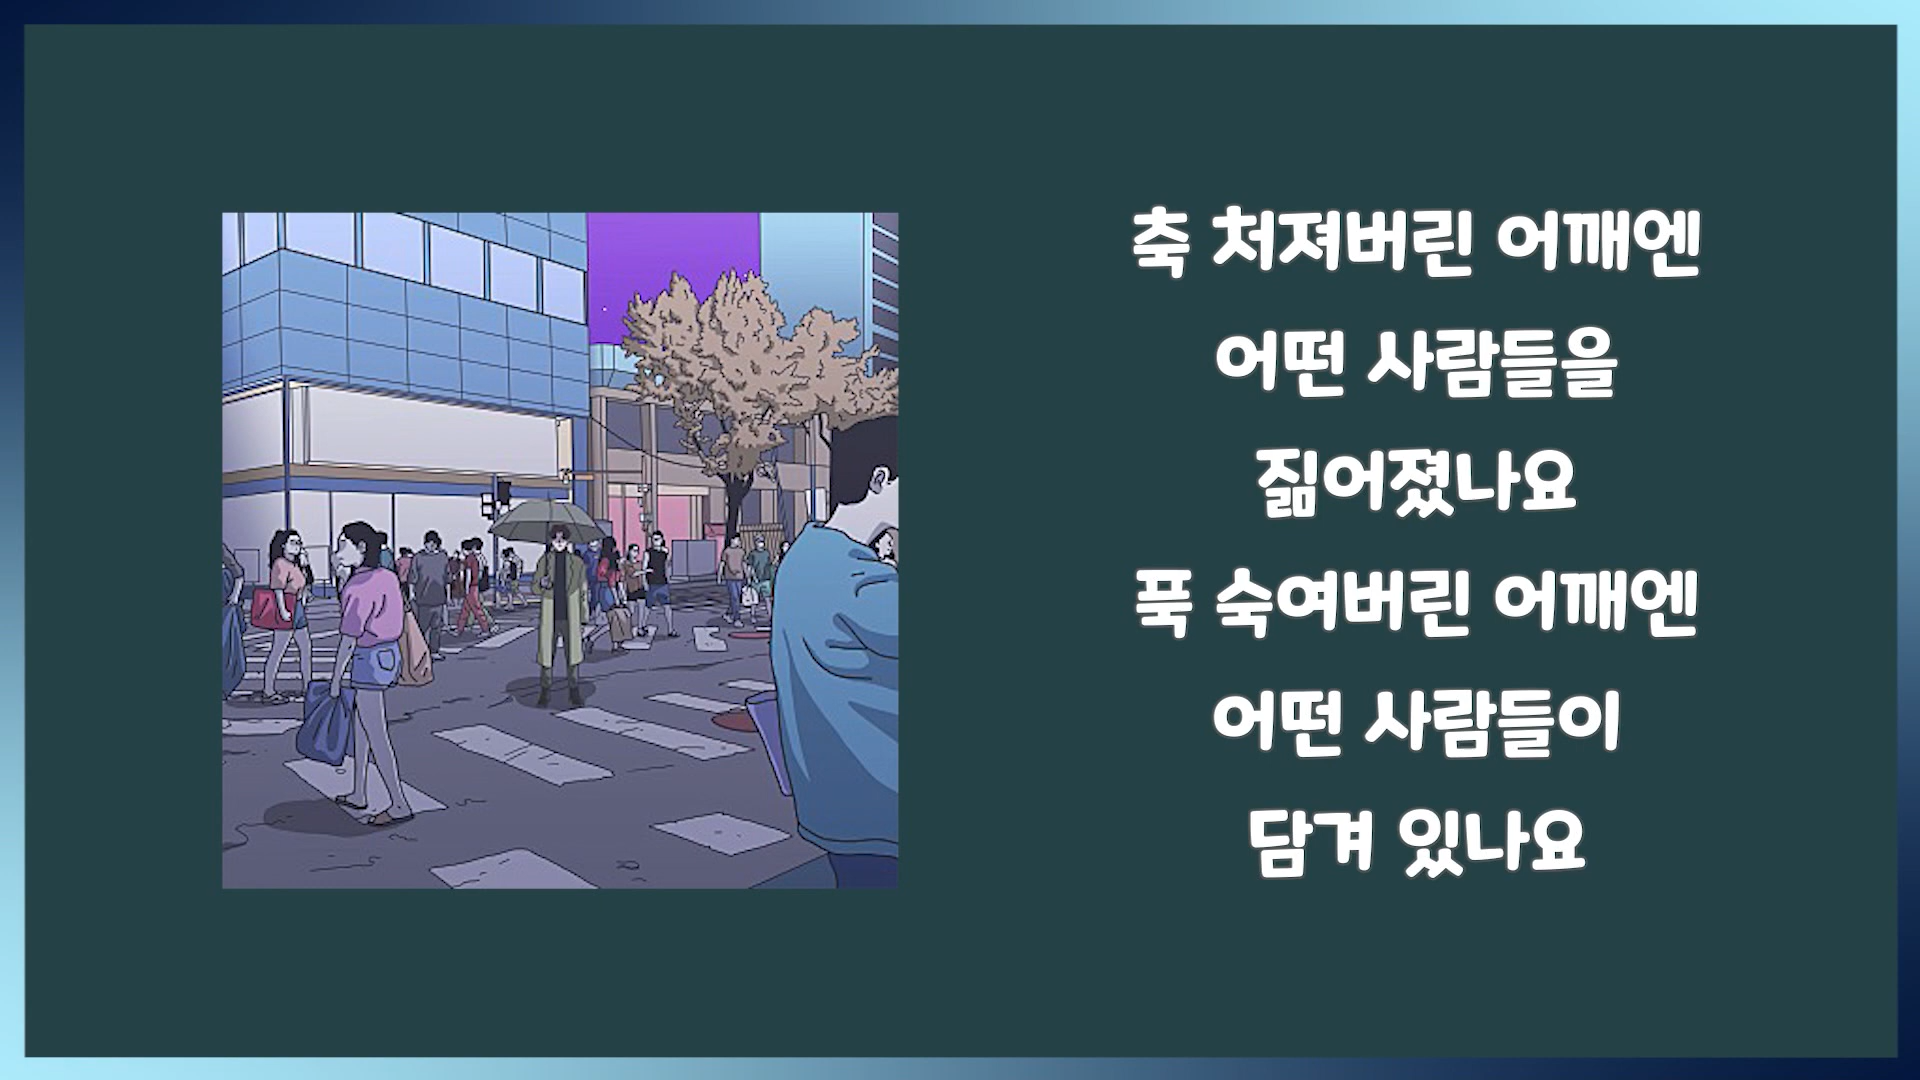 축 처져버린 어깨엔
어떤 사람들을
짊어졌나요
푹 숙여버린 어깨엔
어떤 사람들이
담겨 있나요